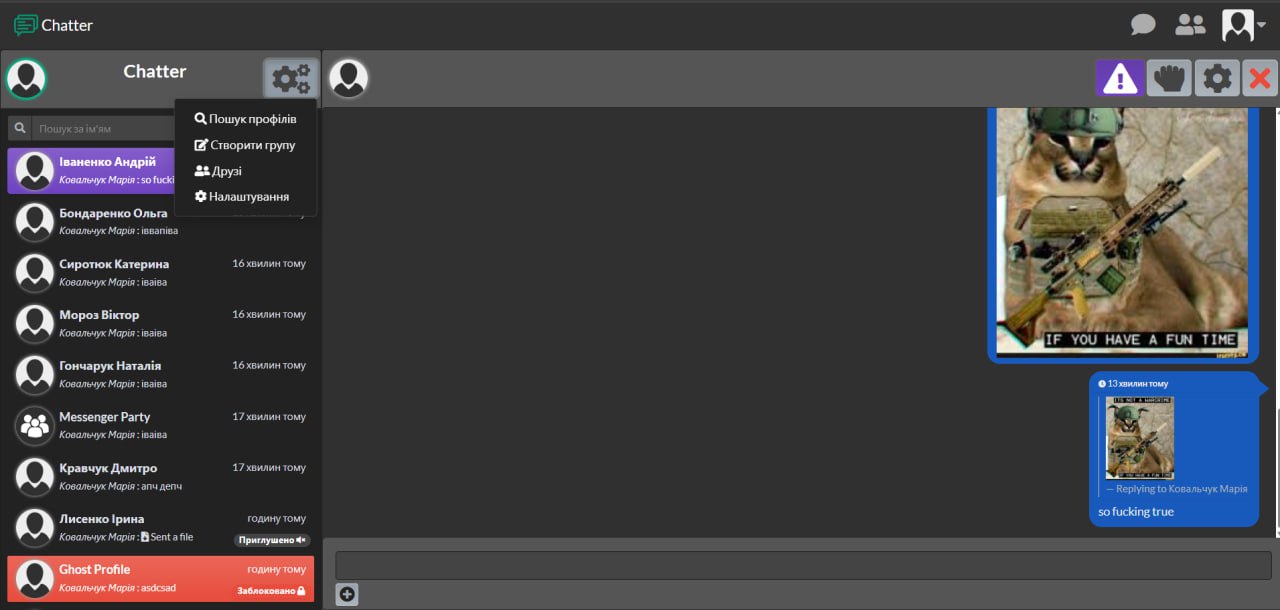 Chatter
Chatter
Пошук за ім'ям
Пошук профілів
Створити групу
Друзі
Налаштування
Іваненко Андрій
Ковальчук Марія : so fucki
Бондаренко Ольга
Ковальчук Марія : іввапіва
Сиротюк Катерина
16 хвилин тому
Ковальчук Марія : іваіва
Мороз Віктор
16 хвилин тому
Ковальчук Марія : іваіва
Гончарук Наталія
16 хвилин тому
Ковальчук Марія : іваіва
Messenger Party
17 хвилин тому
Ковальчук Марія : іваіва
Кравчук Дмитро
17 хвилин тому
Ковальчук Марія : апч депч
Лисенко Ірина
годину тому
Ковальчук Марія : Sent a file
Приглушено
Ghost Profile
годину тому
Ковальчук Марія : asdcsad
Заблоковано
IF YOU HAVE A FUN TIME
13 хвилин тому
ITS NOT A WARCRIME
IF YOU HAVE A FUN TIME
— Replying to Ковальчук Марія
so fucking true